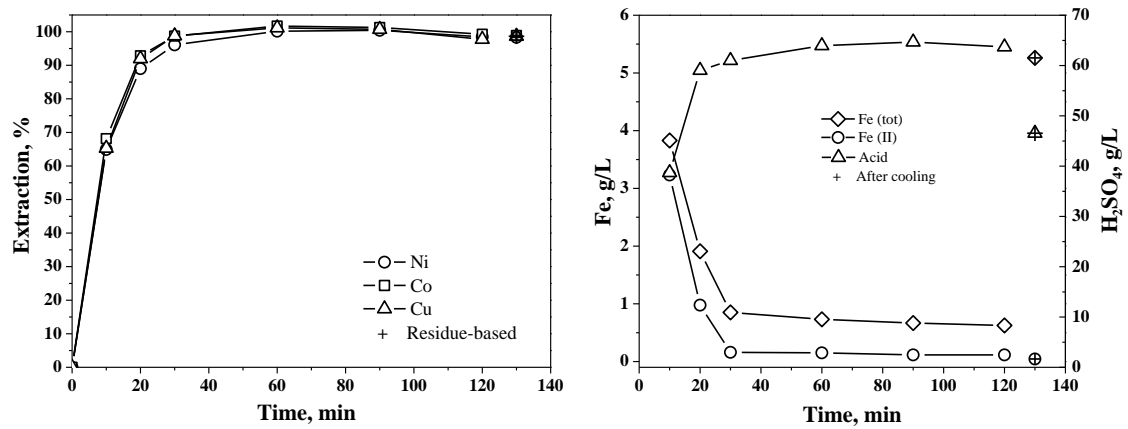 100
90
80
70
60
50
40
30
20
10
0
Extraction, %
Ni
Co
Cu
Residue-based
0 20 40 60 80 100 120 140
Time, min
6
5
4
3
2
1
0
Fe, g/L
Fe (tot)
Fe (II)
Acid
After cooling
70
60
50
40
30
20
10
0
H₂SO₄, g/L
0 20 40 60 80 100 120 140
Time, min